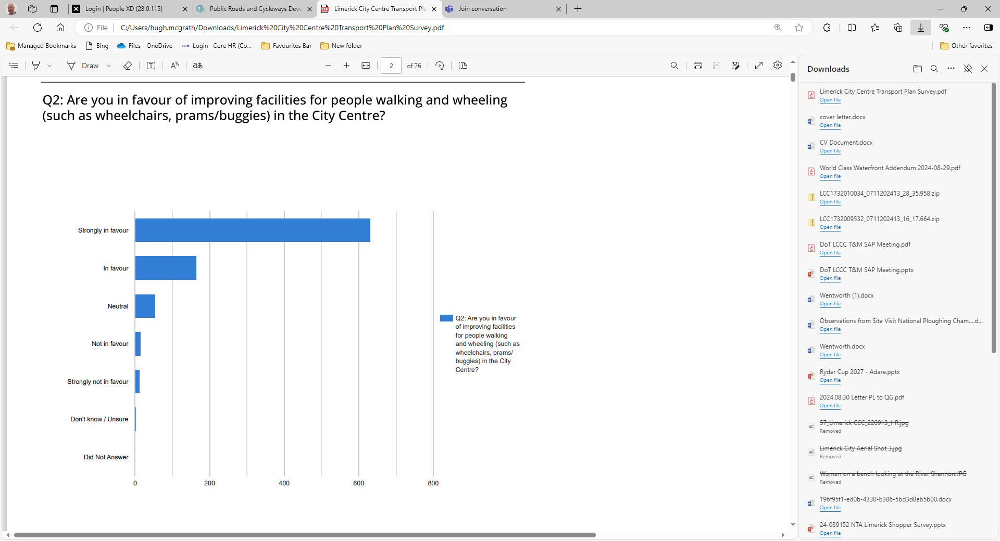 Login | People XD (28.0.115)
Public Roads and Cycleways Deve
Limerick City Centre Transport Pla
Join conversation
File
C:/Users/hugh.mcgrath/Downloads/Limerick%20City%20Centre%20Transport%20Plan%20Survey.pdf
Managed Bookmarks
Bing
Files - OneDrive
core Login
Core HR (Co...
Favourites Bar
New folder
Other favorites
Draw
2
of 76
Q2: Are you in favour of improving facilities for people walking and wheeling
(such as wheelchairs, prams/buggies) in the City Centre?
Strongly in favour
In favour
Neutral
Not in favour
Strongly not in favour
Don't know / Unsure
Did Not Answer
0
200
400
600
800
Q2: Are you in favour
of improving facilities
for people walking
and wheeling (such as
wheelchairs, prams/
buggies) in the City
Centre?
Downloads
Limerick City Centre Transport Plan Survey.pdf
Open file
cover letter.docx
Open file
CV Document.docx
Open file
World Class Waterfront Addendum 2024-08-29.pdf
Open file
LCC1732010034_0711202413_28_35.958.zip
Open file
LCC1732009532_0711202413_16_17.664.zip
Open file
DoT LCCC T&M SAP Meeting.pdf
Open file
DoT LCCC T&M SAP Meeting.pptx
Open file
Wentworth (1).docx
Open file
Observations from Site Visit National Ploughing Cham....d...
Open file
Wentworth.docx
Open file
Ryder Cup 2027 - Adare.pptx
Open file
2024.08.30 Letter PL to QG.pdf
Open file
57_Limerick CCC_220913_HR.jpg
Removed
Limerick City Aerial Shot 3.jpg
Removed
Women on a bench looking at the River Shannon.JPG
Removed
196f95f1-ed0b-4330-b386-5bd3d8eb5b00.docx
Open file
24-039152 NTA Limerick Shopper Survey.pptx
Open file